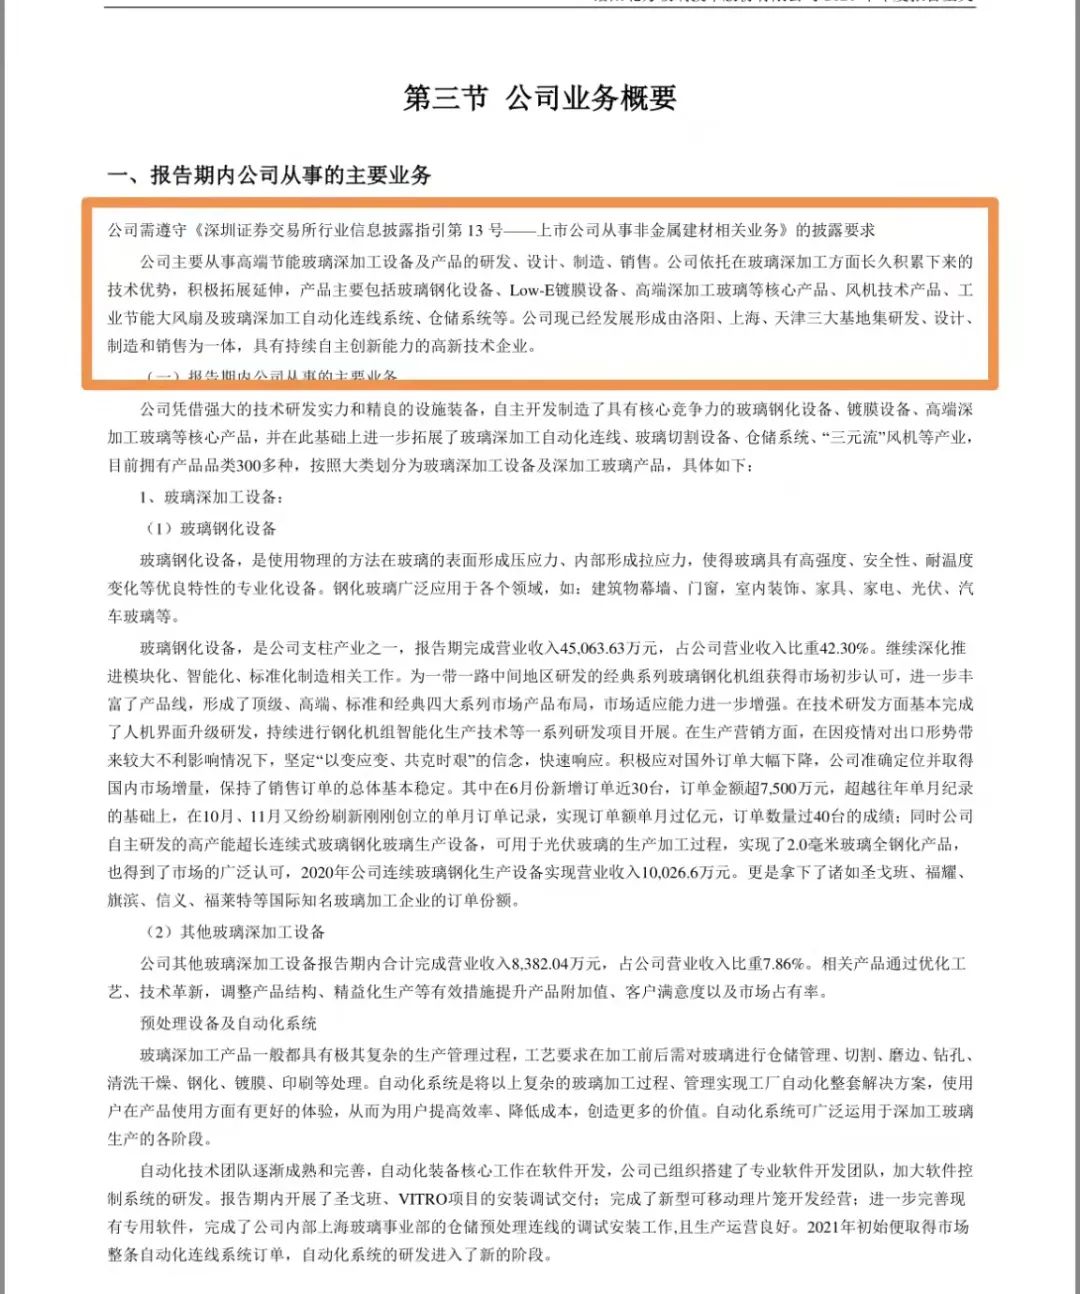 第三节 公司业务概要
一、报告期内公司从事的主要业务
公司需遵守《深圳证券交易所行业信息披露指引第 13 号——上市公司从事非金属建材相关业务》的披露要求
公司主要从事高端节能玻璃深加工设备及产品的研发、设计、制造、销售。公司依托在玻璃深加工方面长久积累下来的
技术优势，积极拓展延伸，产品主要包括玻璃钢化设备、Low-E镀膜设备、高端深加工玻璃等核心产品、风机技术产品、工
业节能大风扇及玻璃深加工自动化连线系统、仓储系统等。公司现已经发展形成由洛阳、上海、天津三大基地集研发、设计、
制造和销售为一体，具有持续自主创新能力的高新技术企业。
（一）报告期内公司从事的主要业务
公司凭借强大的技术研发实力和精良的设施装备，自主开发制造了具有核心竞争力的玻璃钢化设备、镀膜设备、高端深
加工玻璃等核心产品，并在此基础上进一步拓展了玻璃深加工自动化连线、玻璃切割设备、仓储系统、“三元流”风机等产业，
目前拥有产品品类300多种，按照大类划分为玻璃深加工设备及深加工玻璃产品，具体如下：
1、玻璃深加工设备：
（1）玻璃钢化设备
玻璃钢化设备，是使用物理的方法在玻璃的表面形成压应力、内部形成拉应力，使得玻璃具有高强度、安全性、耐温度
变化等优良特性的专业化设备。钢化玻璃广泛应用于各个领域，如：建筑物幕墙、门窗，室内装饰、家具、家电、光伏、汽
车玻璃等。
玻璃钢化设备，是公司支柱产业之一，报告期完成营业收入45,063.63万元，占公司营业收入比重42.30%。继续深化推
进模块化、智能化、标准化制造相关工作。为一带一路中间地区研发的经典系列玻璃钢化机组获得市场初步认可，进一步丰
富了产品线，形成了顶级、高端、标准和经典四大系列市场产品布局，市场适应能力进一步增强。在技术研发方面基本完成
了人机界面升级研发，持续进行钢化机组智能化生产技术等一系列研发项目开展。在生产营销方面，在因疫情对出口形势带
来较大不利影响情况下，坚定“以变应变、共克时艰”的信念，快速响应。积极应对国外订单大幅下降，公司准确定位并取得
国内市场增量，保持了销售订单的总体基本稳定。其中在6月份新增订单近30台，订单金额超7,500万元，超越往年单月纪录
的基础上，在10月、11月又纷纷刷新刚刚创立的单月订单记录，实现订单额单月过亿元，订单数量过40台的成绩；同时公司
自主研发的高产能超长连续式玻璃钢化玻璃生产设备，可用于光伏玻璃的生产加工过程，实现了2.0毫米玻璃全钢化产品，
也得到了市场的广泛认可，2020年公司连续玻璃钢化生产设备实现营业收入10,026.6万元。更是拿下了诸如圣戈班、福耀、
旗滨、信义、福莱特等国际知名玻璃加工企业的订单份额。
（2）其他玻璃深加工设备
公司其他玻璃深加工设备报告期内合计完成营业收入8,382.04万元，占公司营业收入比重7.86%。相关产品通过优化工
艺、技术革新，调整产品结构、精益化生产等有效措施提升产品附加值、客户满意度以及市场占有率。
预处理设备及自动化系统
玻璃深加工产品一般都具有极其复杂的生产管理过程，工艺要求在加工前后需对玻璃进行仓储管理、切割、磨边、钻孔、
清洗干燥、钢化、镀膜、印刷等处理。自动化系统是将以上复杂的玻璃加工过程、管理实现工厂自动化整套解决方案，使用
户在产品使用方面有更好的体验，从而为用户提高效率、降低成本，创造更多的价值。自动化系统可广泛运用于深加工玻璃
生产的各阶段。
自动化技术团队逐渐成熟和完善，自动化装备核心工作在软件开发，公司已组织搭建了专业软件开发团队，加大软件控
制系统的研发。报告期内开展了圣戈班、VITRO项目的安装调试交付；完成了新型可移动理片笼开发经营；进一步完善现
有专用软件，完成了公司内部上海玻璃事业部的仓储预处理连线的调试安装工作,且生产运营良好。2021年初始便取得市场
整条自动化连线系统订单，自动化系统的研发进入了新的阶段。